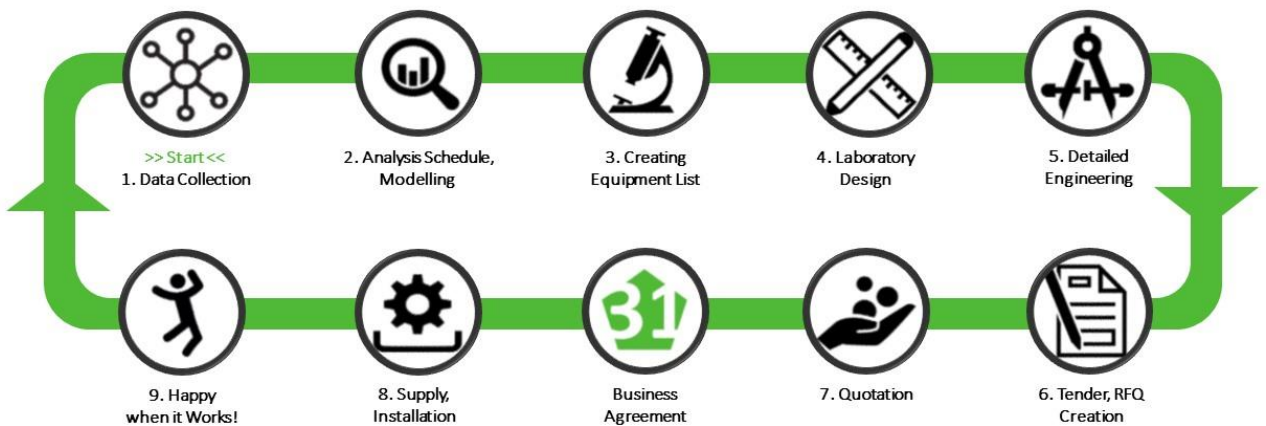 >> Start <<
1. Data Collection
2. Analysis Schedule,
Modelling
3. Creating
Equipment List
4. Laboratory
Design
5. Detailed
Engineering
6. Tender, RFQ
Creation
7. Quotation
31
Business
Agreement
8. Supply,
Installation
9. Happy
when it Works!